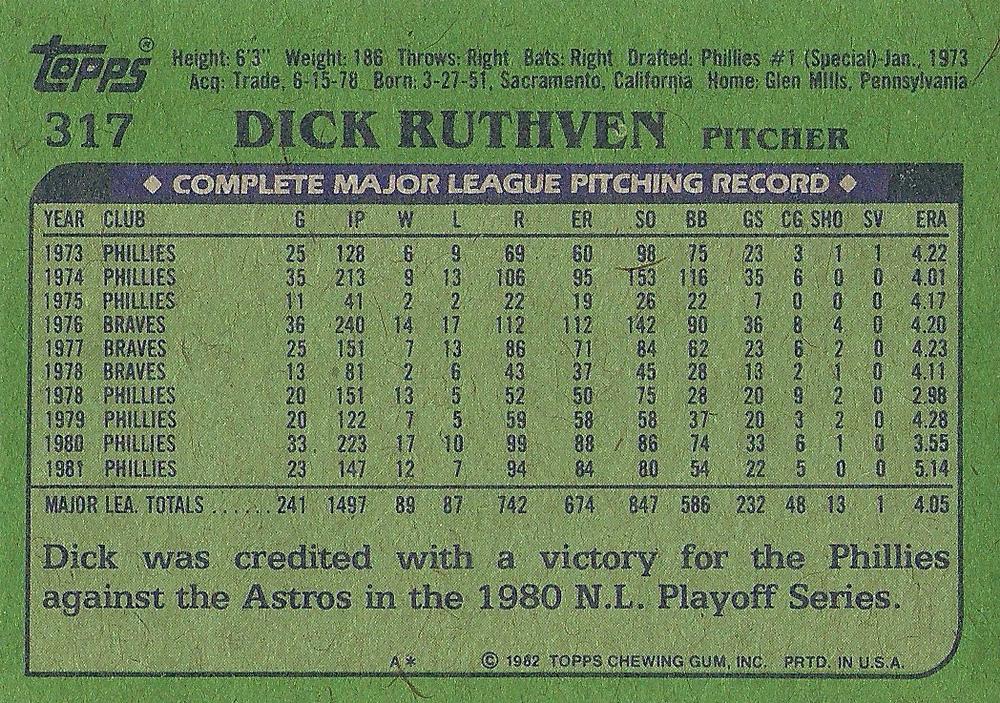 Topps® Height: 6'3" Weight: 186 Throws: Right Bats: Right Drafted: Phillies #1 (Special)-Jan., 1973
Acq: Trade, 6-15-78 Born: 3-27-51, Sacramento, California Home: Glen Mills, Pennsylvania
317 DICK RUTHVEN PITCHER
◆ COMPLETE MAJOR LEAGUE PITCHING RECORD ◆
YEAR CLUB G IP W L R ER SO BB GS CG SHO SV ERA
1973 PHILLIES 25 128 6 9 69 60 98 75 23 3 1 1 4.22
1974 PHILLIES 35 213 9 13 106 95 153 116 35 6 0 0 4.01
1975 PHILLIES 11 41 2 2 22 19 26 22 7 0 0 0 4.17
1976 BRAVES 36 240 14 17 112 112 142 90 36 8 4 0 4.20
1977 BRAVES 25 151 7 13 86 71 84 62 23 6 2 0 4.23
1978 BRAVES 13 81 2 6 43 37 45 28 13 2 1 0 4.11
1978 PHILLIES 20 151 13 5 52 50 75 28 20 9 2 0 2.98
1979 PHILLIES 20 122 7 5 59 58 58 37 20 3 2 0 4.28
1980 PHILLIES 33 223 17 10 99 88 86 74 33 6 1 0 3.55
1981 PHILLIES 23 147 12 7 94 84 80 54 22 5 0 0 5.14
MAJOR LEA. TOTALS ...... 241 1497 89 87 742 674 847 586 232 48 13 1 4.05
Dick was credited with a victory for the Phillies
against the Astros in the 1980 N.L. Playoff Series.
A* © 1982 TOPPS CHEWING GUM, INC. PRTD. IN U.S.A.